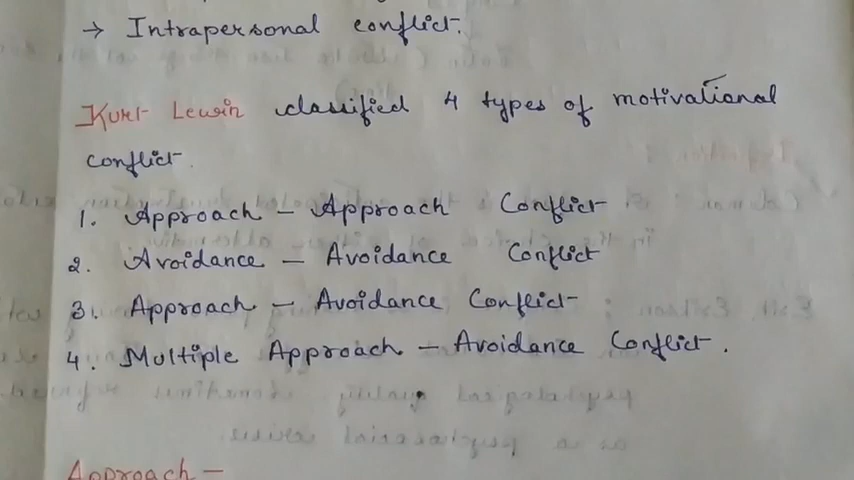 → Intrapersonal conflict.
Kurt Lewin classified 4 types of motivational
conflict.
1. Approach - Approach Conflict
2. Avoidance - Avoidance Conflict
3. Approach - Avoidance Conflict
4. Multiple Approach - Avoidance Conflict.
Approach -